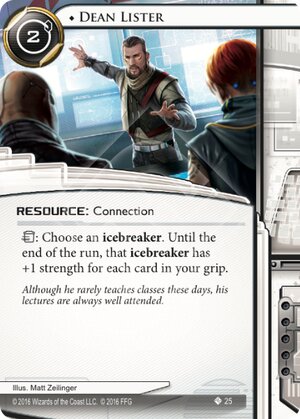 2
♦ Dean Lister
RESOURCE: Connection
: Choose an icebreaker. Until the
end of the run, that icebreaker has
+1 strength for each card in your grip.
Although he rarely teaches classes these days, his
lectures are always well attended.
Illus. Matt Zeilinger
© 2016 Wizards of the Coast LLC. © 2016 FFG
25